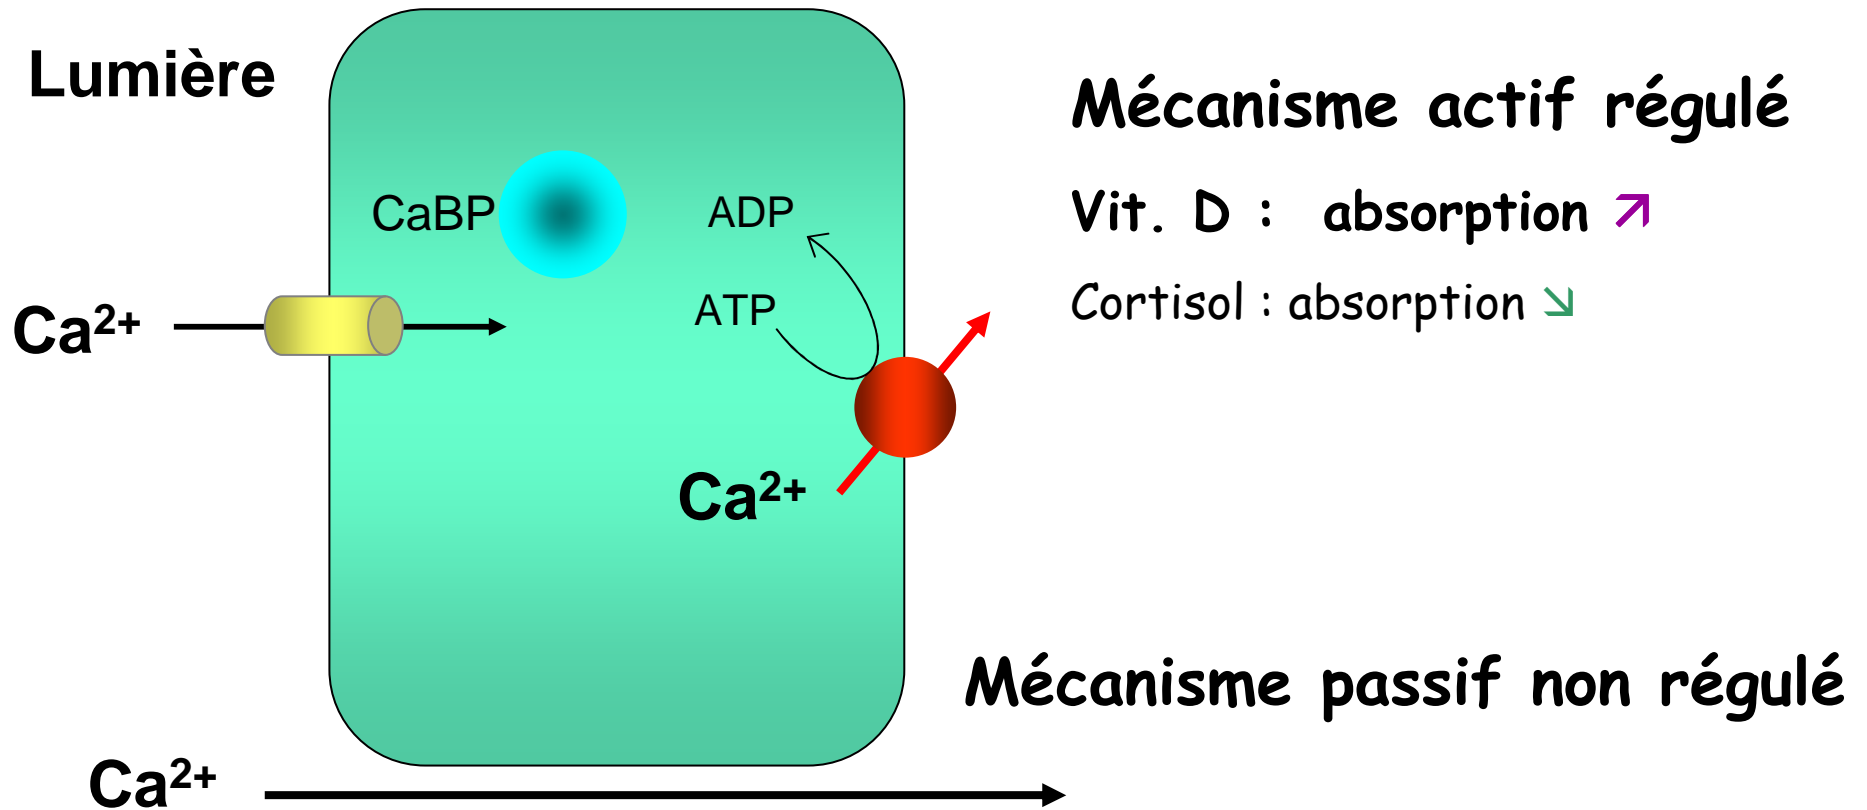 Lumière
Mécanisme actif régulé
CaBP
ADP
Vit. D : absorption ↗
Ca²⁺
ATP
Cortisol : absorption ↘
Ca²⁺
Mécanisme passif non régulé
Ca²⁺